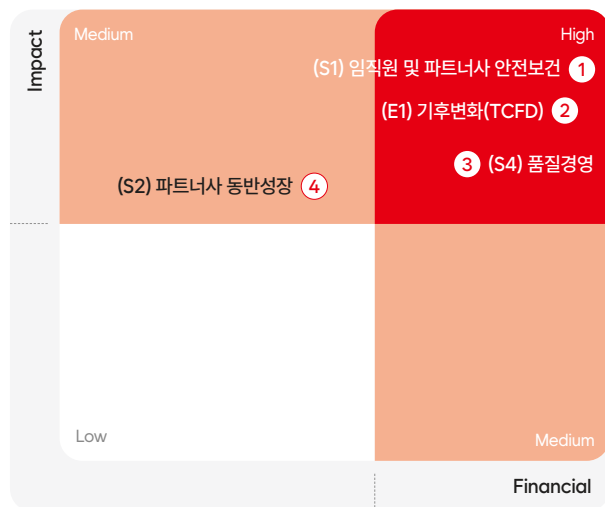 Impact
Medium
High
(S1) 임직원 및 파트너사 안전보건 1
(E1) 기후변화(TCFD) 2
3 (S4) 품질경영
(S2) 파트너사 동반성장 4
Low
Medium
Financial